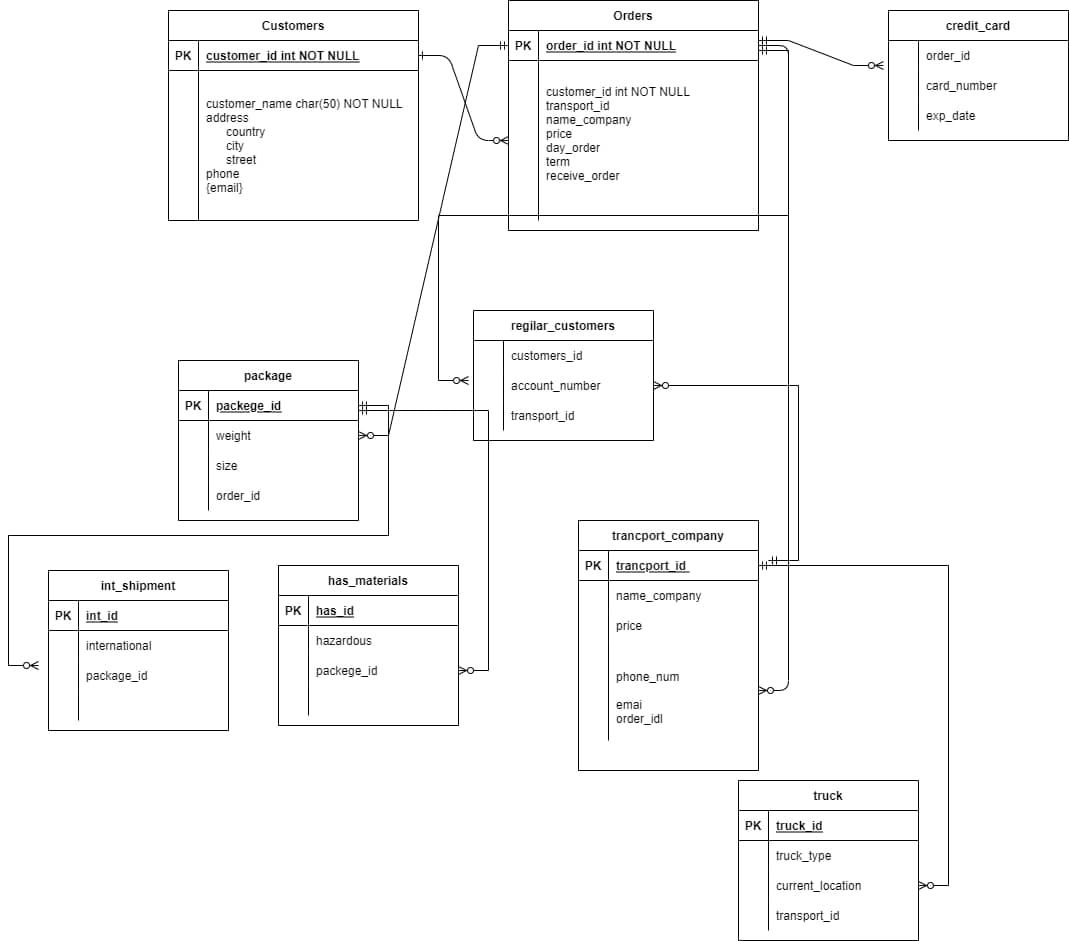 Customers
PK customer_id int NOT NULL
customer_name char(50) NOT NULL
address
country
city
street
phone
{email}
Orders
PK order_id int NOT NULL
customer_id int NOT NULL
transport_id
name_company
price
day_order
term
receive_order
credit_card
order_id
card_number
exp_date
regilar_customers
customers_id
account_number
transport_id
package
PK packege_id
weight
size
order_id
int_shipment
PK int_id
international
package_id
has_materials
PK has_id
hazardous
packege_id
trancport_company
PK trancport_id
name_company
price
phone_num
emai
order_idl
truck
PK truck_id
truck_type
current_location
transport_id